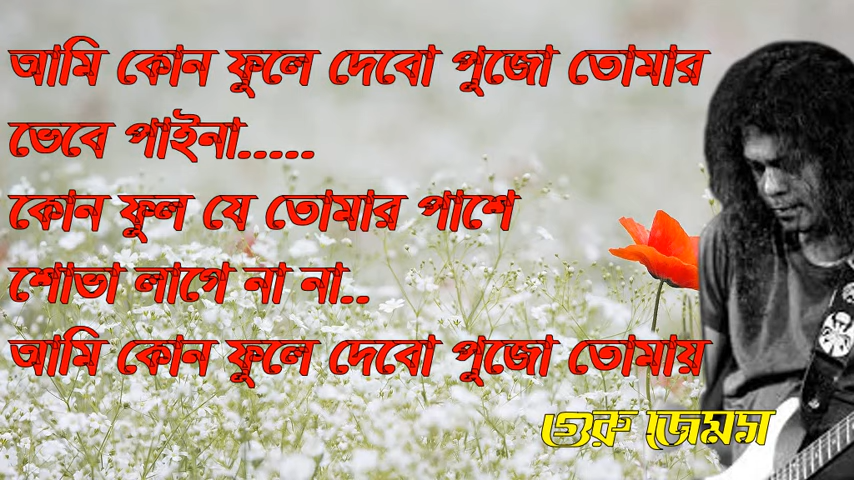 আমি কোন ফুলে দেবো পুজো তোমার
ভেবে পাইনা.....
কোন ফুল যে তোমার পাশে
শোভা লাগে না না..
আমি কোন ফুলে দেবো পুজো তোমায়
গুরু জেমস